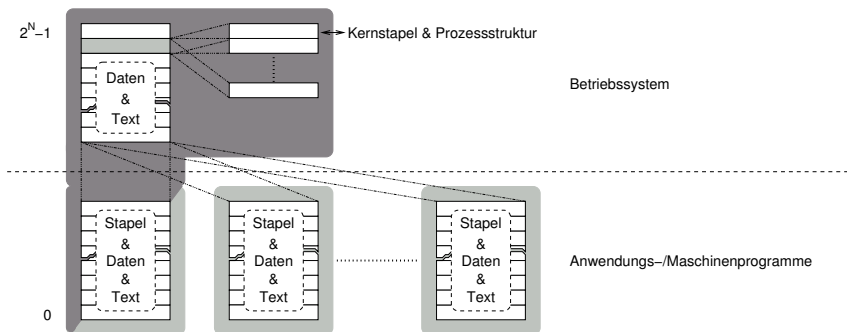 2^N−1
Kernstapel & Prozessstruktur
Daten
&
Text
Betriebssystem
Stapel
&
Daten
&
Text
Stapel
&
Daten
&
Text
Stapel
&
Daten
&
Text
Anwendungs−/Maschinenprogramme
0